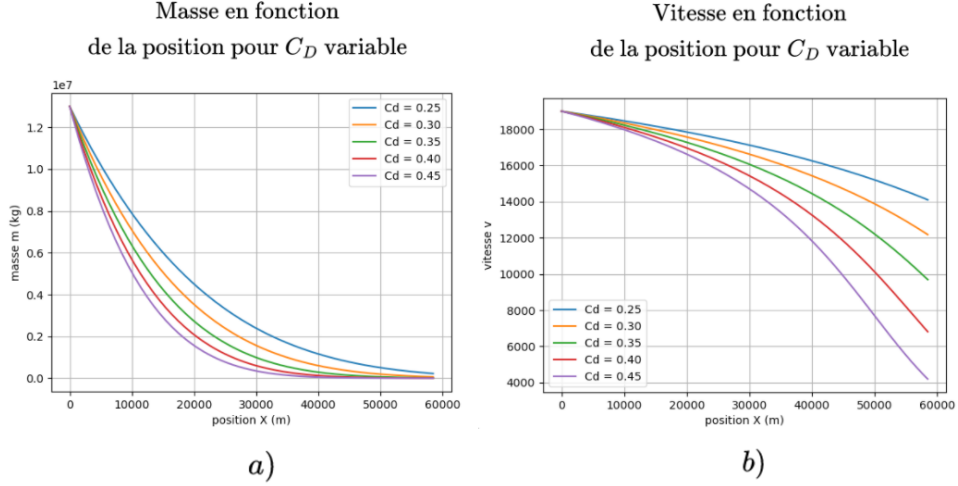 Masse en fonction
de la position pour C_D variable
1e7
Cd = 0.25
Cd = 0.30
Cd = 0.35
Cd = 0.40
Cd = 0.45
masse m (kg)
1.2
1.0
0.8
0.6
0.4
0.2
0.0
0 10000 20000 30000 40000 50000 60000
position X (m)
a)
Vitesse en fonction
de la position pour C_D variable
vitesse v
18000
16000
14000
12000
10000
8000
6000
4000
Cd = 0.25
Cd = 0.30
Cd = 0.35
Cd = 0.40
Cd = 0.45
0 10000 20000 30000 40000 50000 60000
position X (m)
b)